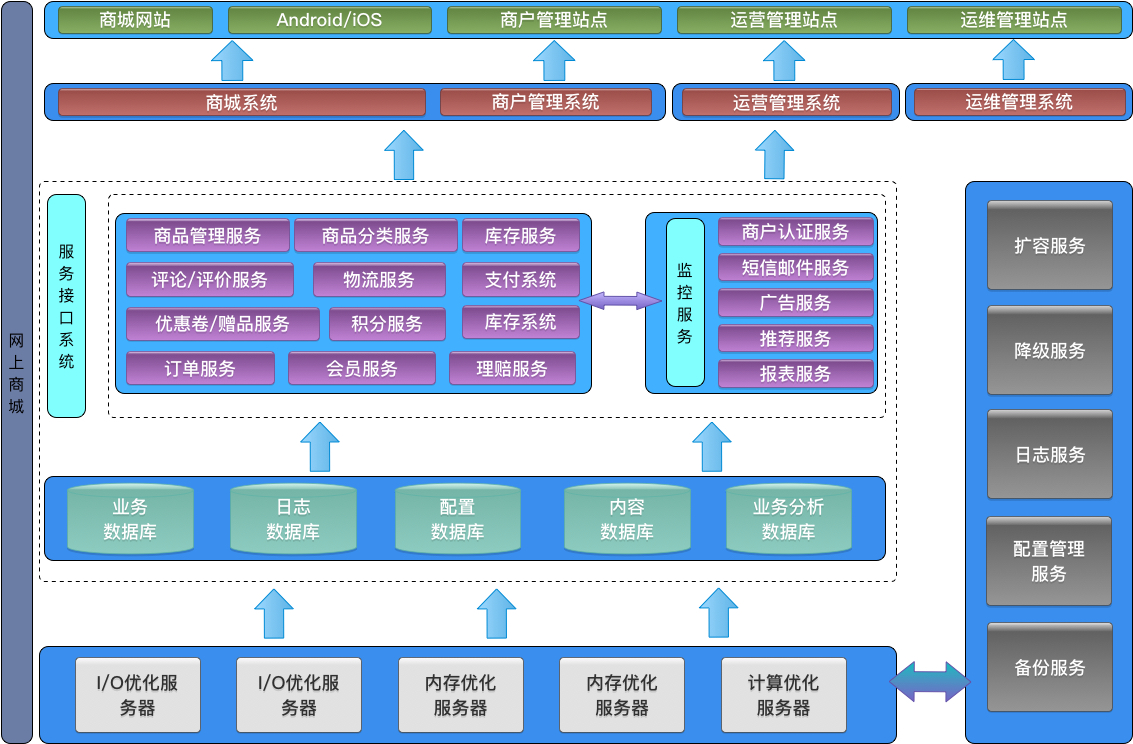 网上商城
商城网站
Android/iOS
商户管理站点
运营管理站点
运维管理站点
商城系统
商户管理系统
运营管理系统
运维管理系统
服务接口系统
商品管理服务
商品分类服务
库存服务
评论/评价服务
物流服务
支付系统
优惠卷/赠品服务
积分服务
库存系统
订单服务
会员服务
理赔服务
监控服务
商户认证服务
短信邮件服务
广告服务
推荐服务
报表服务
业务
数据库
日志
数据库
配置
数据库
内容
数据库
业务分析
数据库
I/O优化服
务器
I/O优化服
务器
内存优化
服务器
内存优化
服务器
计算优化
服务器
扩容服务
降级服务
日志服务
配置管理
服务
备份服务